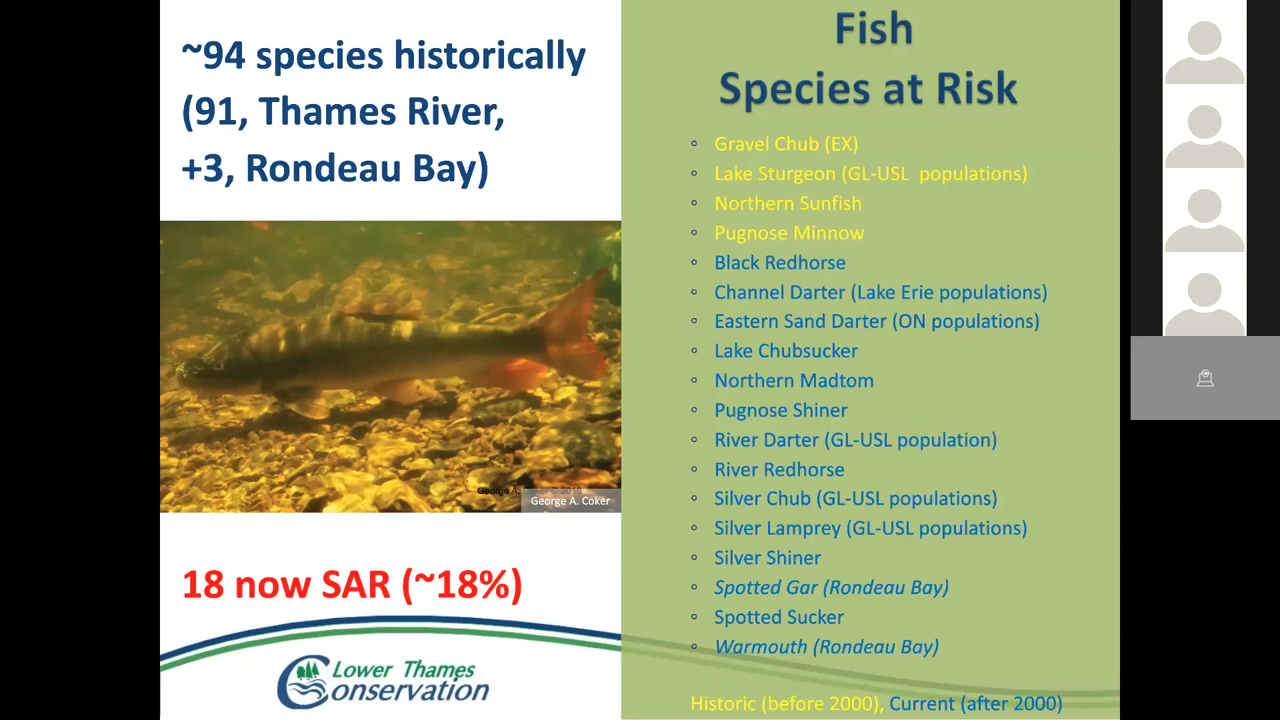 ~94 species historically
(91, Thames River,
+3, Rondeau Bay)
George A. Coker
18 now SAR (~18%)
Lower Thames
Conservation
Fish
Species at Risk
◦ Gravel Chub (EX)
◦ Lake Sturgeon (GL-USL populations)
◦ Northern Sunfish
◦ Pugnose Minnow
◦ Black Redhorse
◦ Channel Darter (Lake Erie populations)
◦ Eastern Sand Darter (ON populations)
◦ Lake Chubsucker
◦ Northern Madtom
◦ Pugnose Shiner
◦ River Darter (GL-USL population)
◦ River Redhorse
◦ Silver Chub (GL-USL populations)
◦ Silver Lamprey (GL-USL populations)
◦ Silver Shiner
◦ Spotted Gar (Rondeau Bay)
◦ Spotted Sucker
◦ Warmouth (Rondeau Bay)
Historic (before 2000), Current (after 2000)